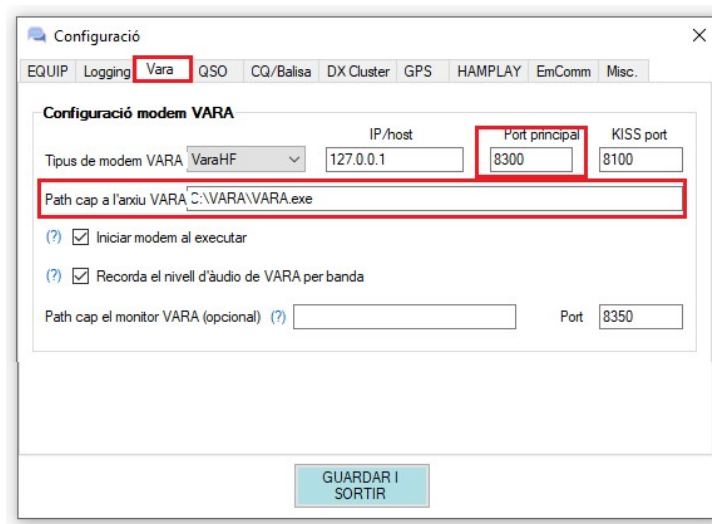 Configuració
EQUIP Logging Vara QSO CQ/Balisa DX Cluster GPS HAMPLAY EmComm Misc.
Configuració modem VARA
IP/host Port principal KISS port
Tipus de modem VARA VaraHF 127.0.0.1 8300 8100
Path cap a l'arxiu VARA C:\VARA\VARA.exe
(?) Iniciar modem al executar
(?) Recorda el nivell d'àudio de VARA per banda
Path cap el monitor VARA (opcional) (?) Port 8350
GUARDAR I
SORTIR